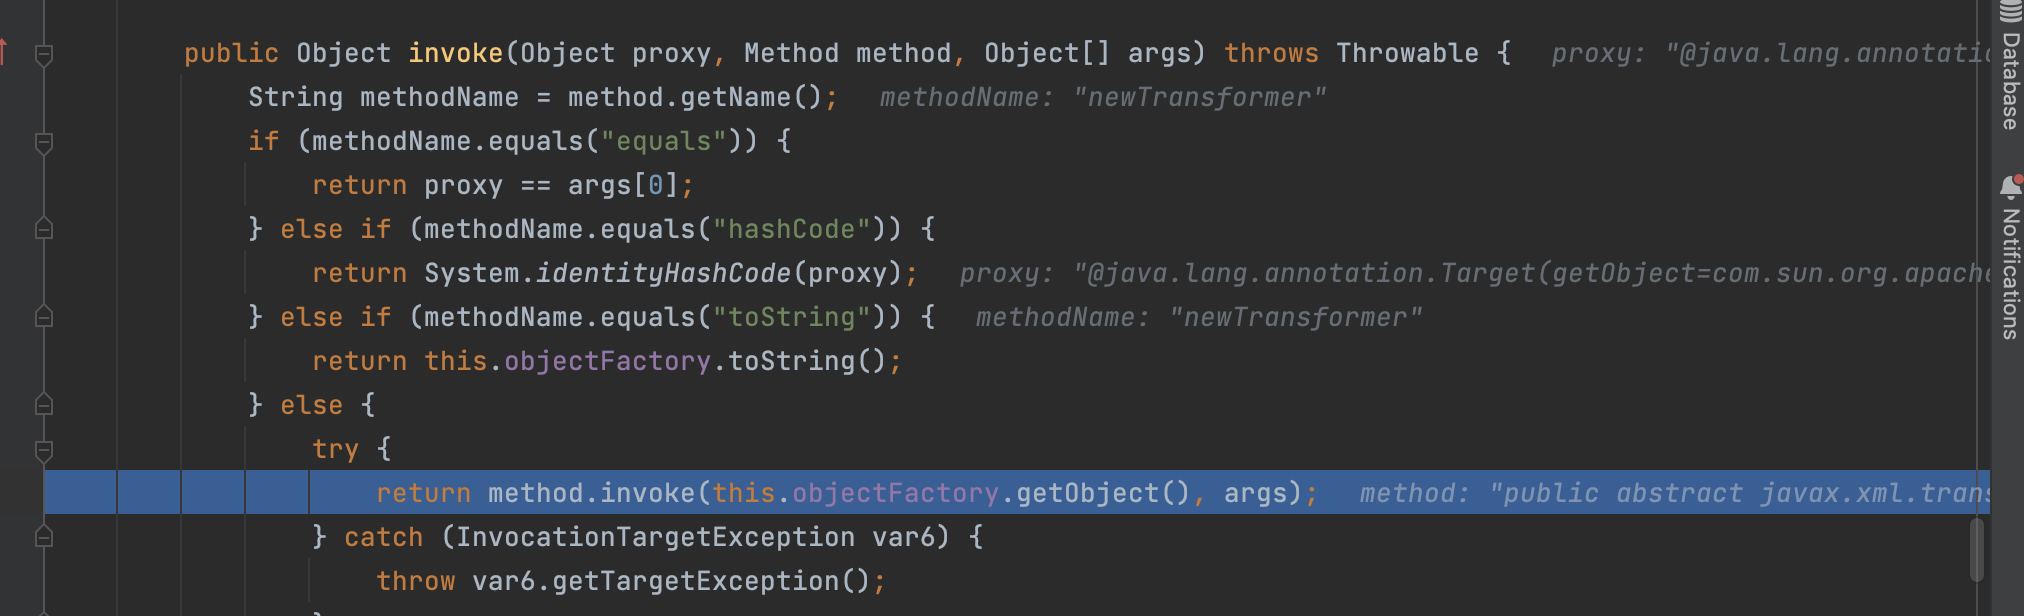 public Object invoke(Object proxy, Method method, Object[] args) throws Throwable {   proxy: "@java.lang.annotatio
String methodName = method.getName();   methodName: "newTransformer"
if (methodName.equals("equals")) {
return proxy == args[0];
} else if (methodName.equals("hashCode")) {
return System.identityHashCode(proxy);   proxy: "@java.lang.annotation.Target(getObject=com.sun.org.apache
} else if (methodName.equals("toString")) {   methodName: "newTransformer"
return this.objectFactory.toString();
} else {
try {
return method.invoke(this.objectFactory.getObject(), args);   method: "public abstract javax.xml.trans
} catch (InvocationTargetException var6) {
throw var6.getTargetException();
}
Database
Notifications